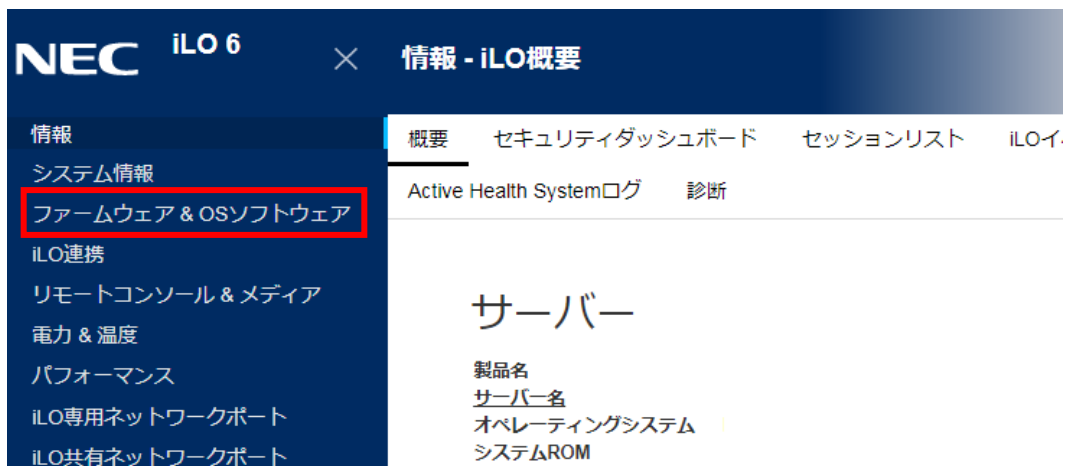 NEC iLO 6
情報 - iLO概要
情報
システム情報
ファームウェア & OSソフトウェア
iLO連携
リモートコンソール & メディア
電力 & 温度
パフォーマンス
iLO専用ネットワークポート
iLO共有ネットワークポート
概要 セキュリティダッシュボード セッションリスト iLOイ
Active Health Systemログ 診断
サーバー
製品名
サーバー名
オペレーティングシステム
システムROM